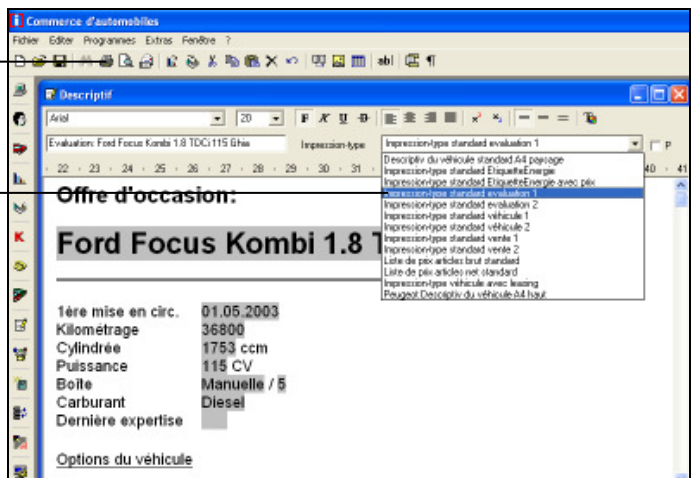 Commerce d'automobiles
Fichier Editer Programmes Extras Fenêtre ?
Descriptif
Arial 20 F K U D
Evaluation: Ford Focus Kombi 1.8 TDCi 115 Ghia Impression-type Impression-type standard evaluation 1 P
22 23 24 25 26 27 28 29 30 31 40 41
Descriptiv du véhicule standard A4 paysage
Impression-type standard EtiquetteEnergie
Impression-type standard EtiquetteEnergie avec prix
Impression-type standard evaluation 1
Impression-type standard evaluation 2
Impression-type standard véhicule 1
Impression-type standard véhicule 2
Impression-type standard vente 1
Impression-type standard vente 2
Liste de prix articles brut standard
Liste de prix articles net standard
Impression-type véhicule avec leasing
Peugeot Descriptif du véhicule A4 haut
Offre d'occasion:
Ford Focus Kombi 1.8
1ére mise en circ. 01.05.2003
Kilométrage 36800
Cylindrée 1753 ccm
Puissance 115 CV
Boîte Manuelle / 5
Carburant Diesel
Dernière expertise
Options du véhicule